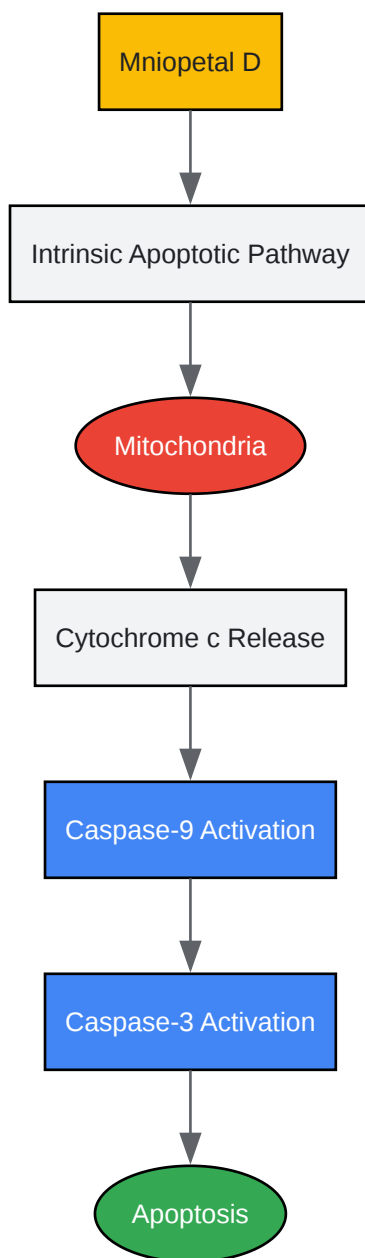 Mniopetal D
Intrinsic Apoptotic Pathway
Mitochondria
Cytochrome c Release
Caspase-9 Activation
Caspase-3 Activation
Apoptosis